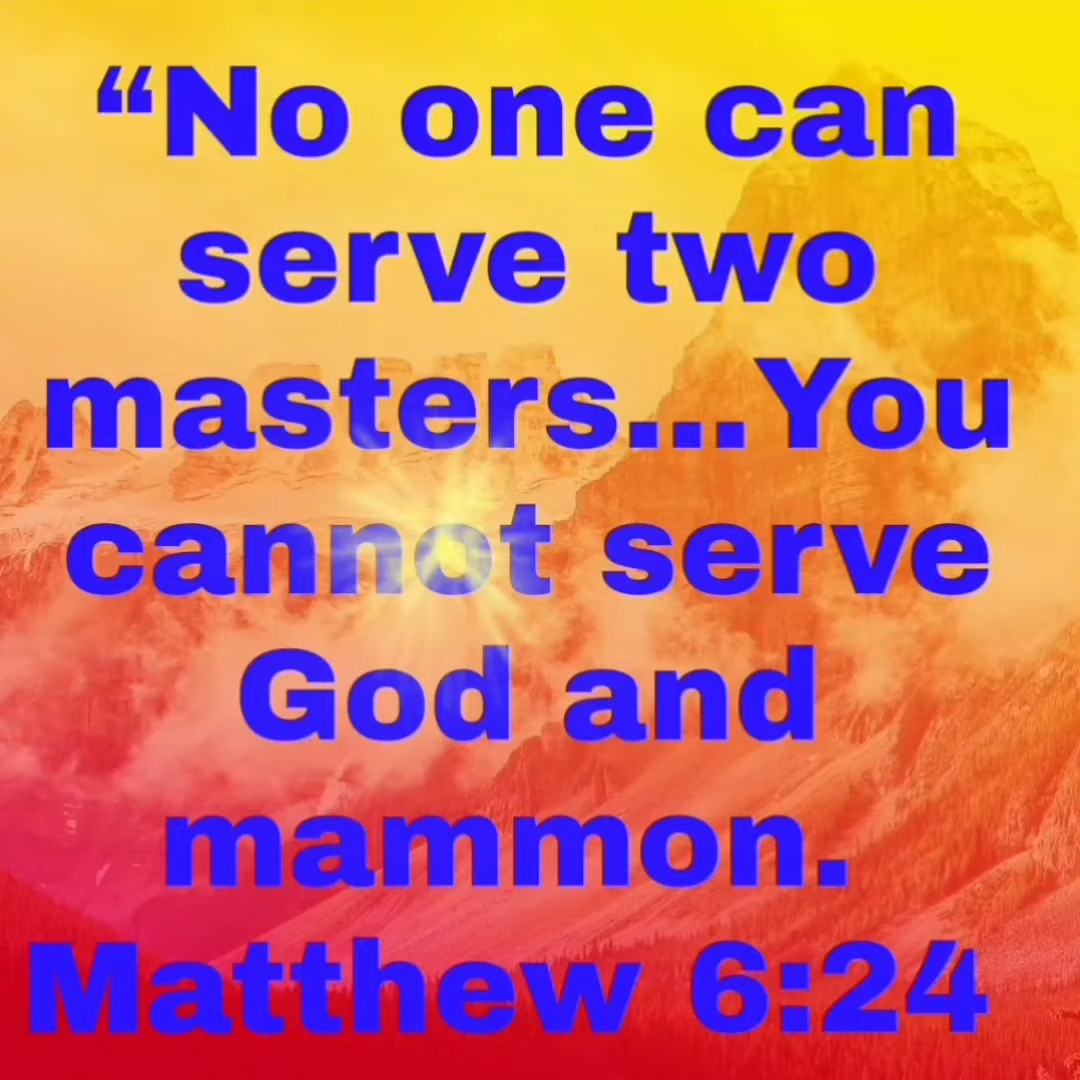 “No one can
serve two
masters...You
cannot serve
God and
mammon.
Matthew 6:24